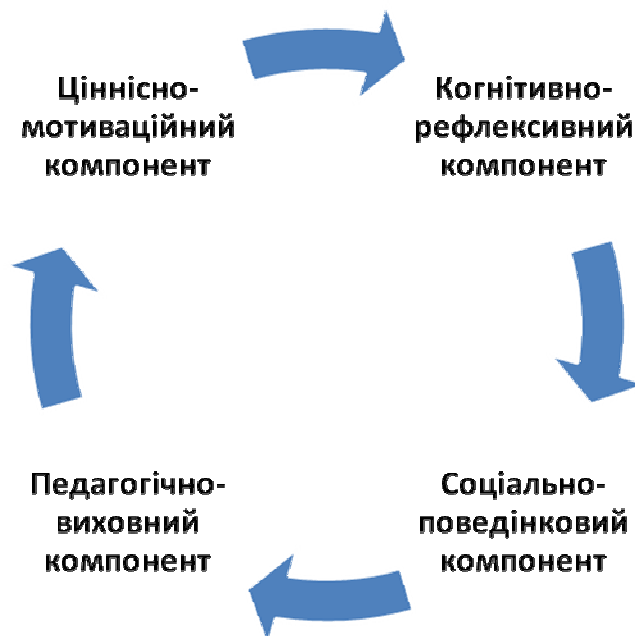 Ціннісно-
мотиваційний
компонент
Когнітивно-
рефлексивний
компонент
Соціально-
поведінковий
компонент
Педагогічно-
виховний
компонент